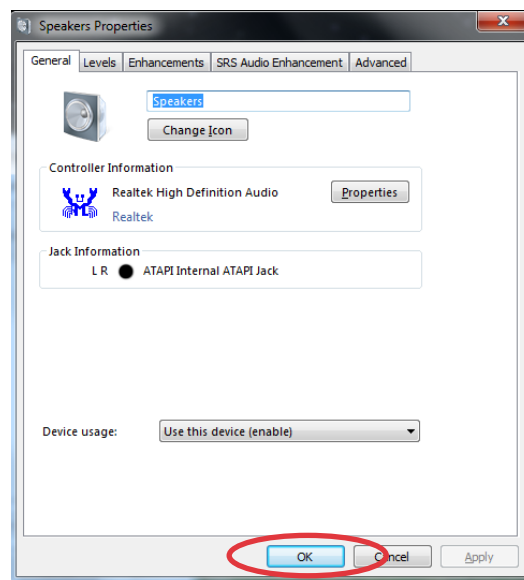 Speakers Properties
General Levels Enhancements SRS Audio Enhancement Advanced
Speakers
Change Icon
Controller Information
Realtek High Definition Audio Properties
Realtek
Jack Information
L R ATAPI Internal ATAPI Jack
Device usage: Use this device (enable)
OK Cancel Apply